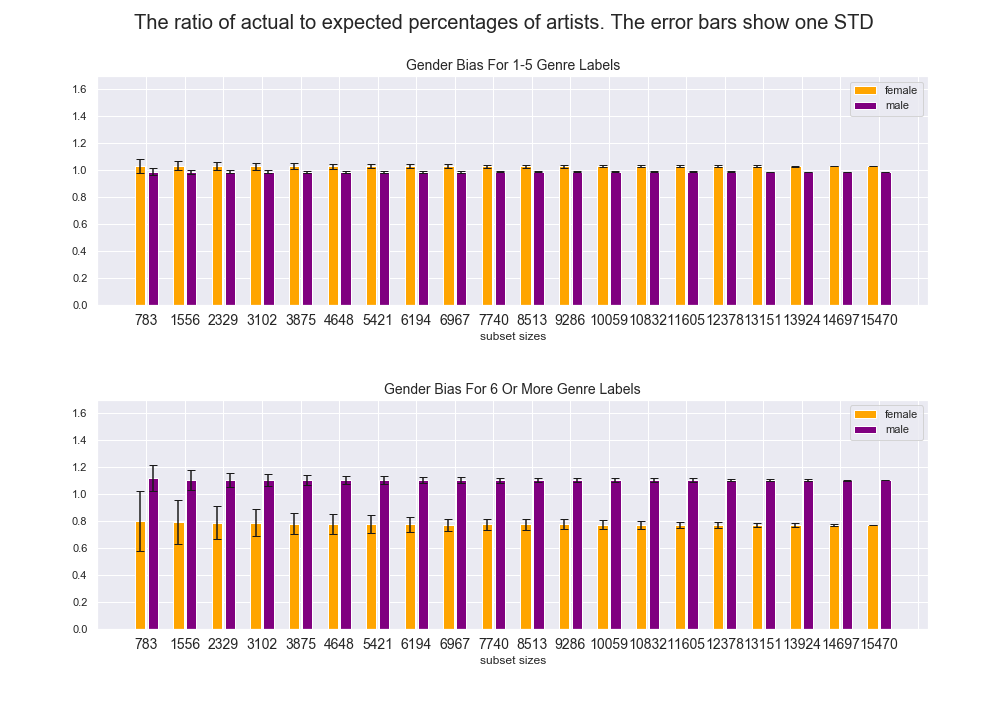 The ratio of actual to expected percentages of artists. The error bars show one STD
Gender Bias For 1-5 Genre Labels
female
male
1.6
1.4
1.2
1.0
0.8
0.6
0.4
0.2
0.0
783 1556 2329 3102 3875 4648 5421 6194 6967 7740 8513 9286 10059 10832 11605 12378 13151 13924 14697 15470
subset sizes
Gender Bias For 6 Or More Genre Labels
female
male
1.6
1.4
1.2
1.0
0.8
0.6
0.4
0.2
0.0
783 1556 2329 3102 3875 4648 5421 6194 6967 7740 8513 9286 10059 10832 11605 12378 13151 13924 14697 15470
subset sizes